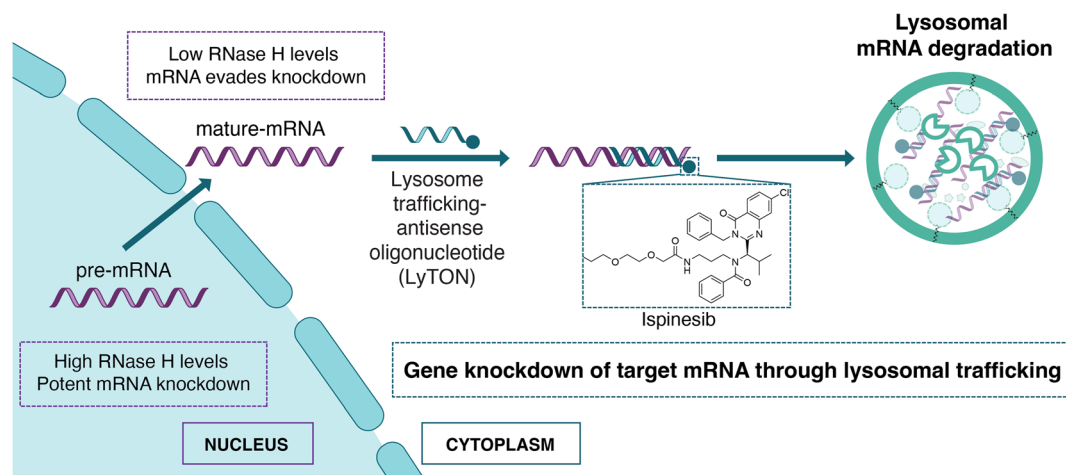 Low RNase H levels
mRNA evades knockdown
mature-mRNA
pre-mRNA
High RNase H levels
Potent mRNA knockdown
NUCLEUS
Lysosome
trafficking-
antisense
oligonucleotide
(LyTON)
Cl
O
N
N
O
O
O
N
H
N
O
Ispinesib
Lysosomal
mRNA degradation
Gene knockdown of target mRNA through lysosomal trafficking
CYTOPLASM